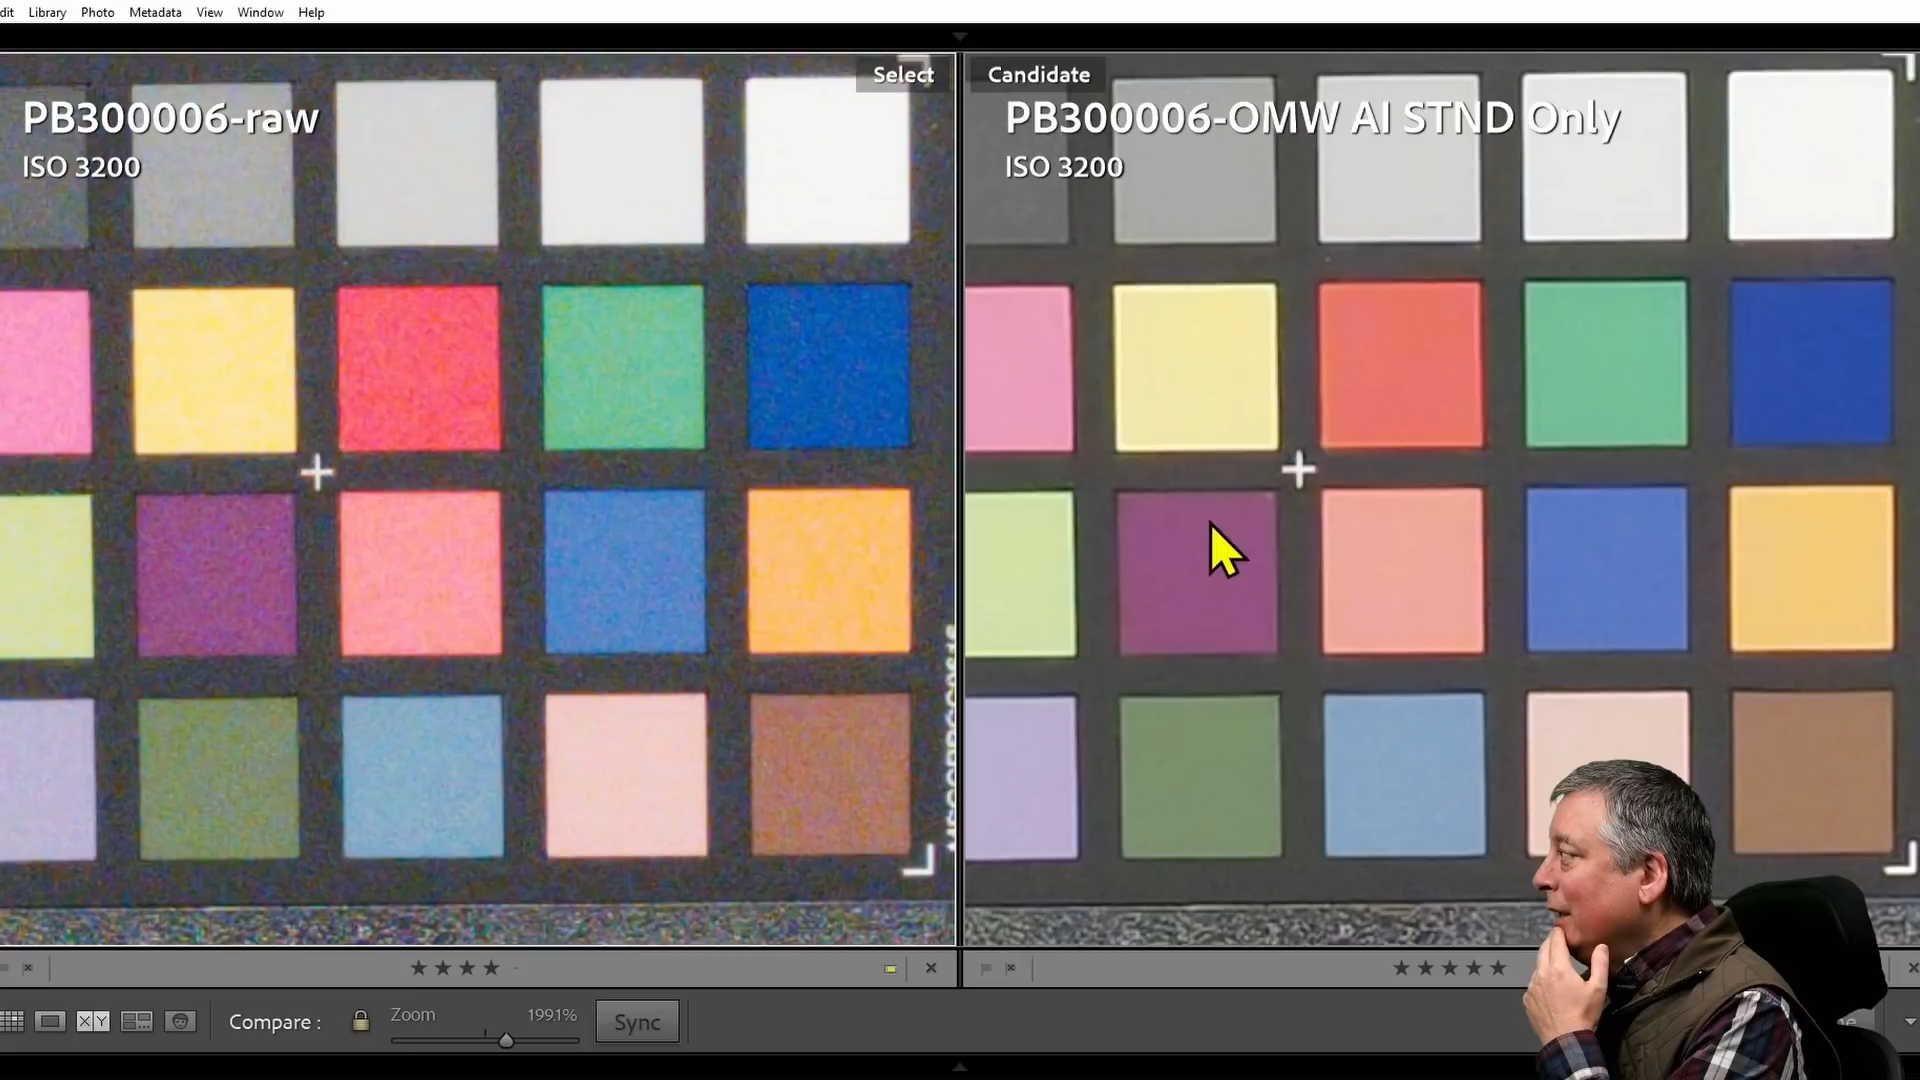 dit Library Photo Metadata View Window Help
Select
Candidate
PB300006-raw
ISO 3200
PB300006-OMW AI STND Only
ISO 3200
Compare :
Zoom
199.1%
Sync